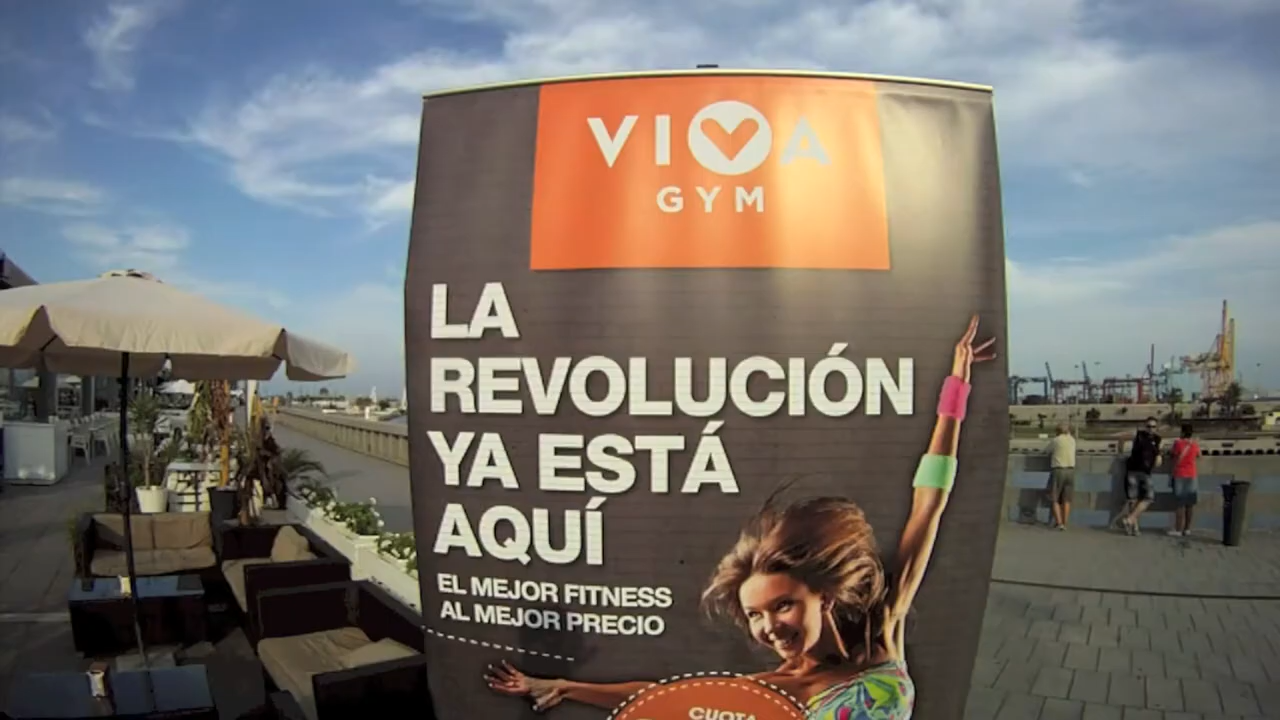 VIVA
GYM
LA
REVOLUCIÓN
YA ESTÁ
AQUÍ
EL MEJOR FITNESS
AL MEJOR PRECIO
CUOTA